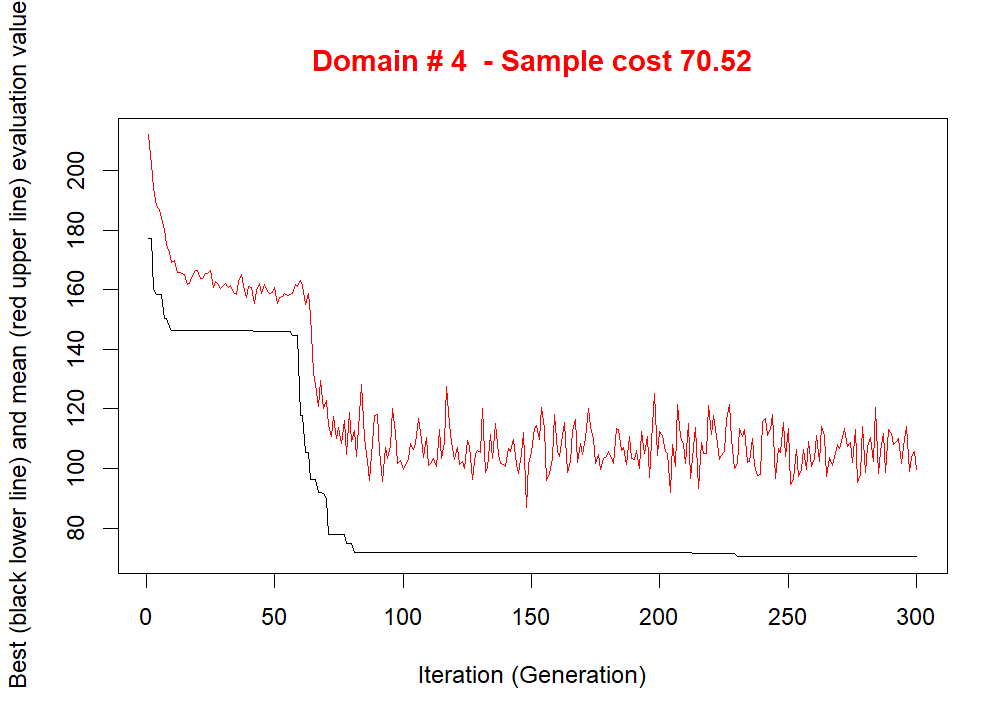 Domain # 4  - Sample cost 70.52
Best (black lower line) and mean (red upper line) evaluation value
200
180
160
140
120
100
80
0 50 100 150 200 250 300
Iteration (Generation)